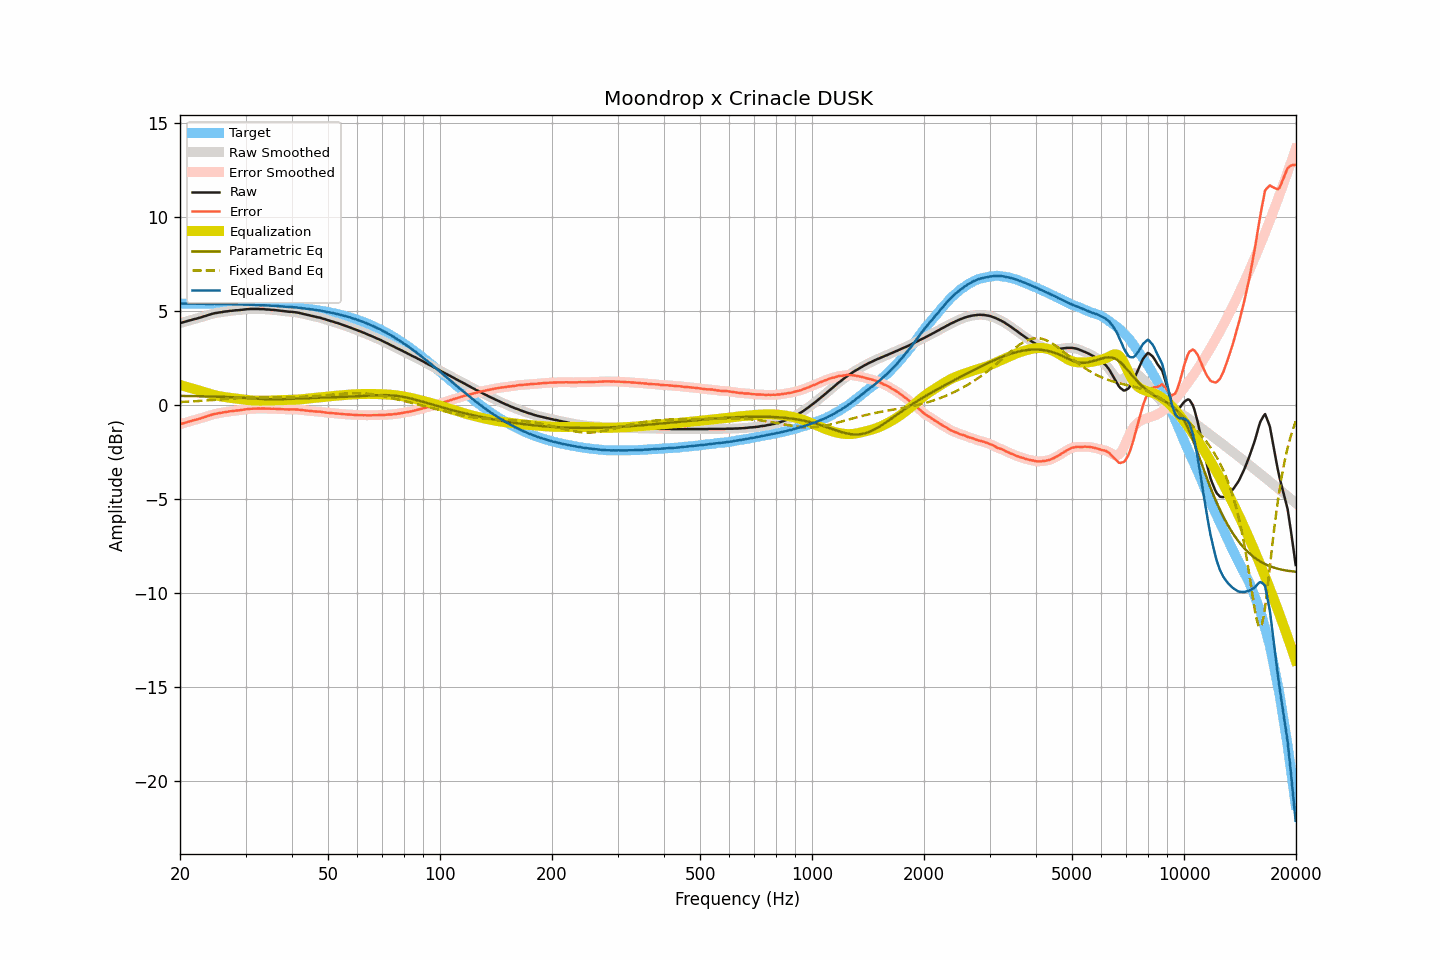 Moondrop x Crinacle DUSK
Target
Raw Smoothed
Error Smoothed
Raw
Error
Equalization
Parametric Eq
Fixed Band Eq
Equalized
15
10
5
0
−5
−10
−15
−20
Amplitude (dBr)
20 50 100 200 500 1000 2000 5000 10000 20000
Frequency (Hz)